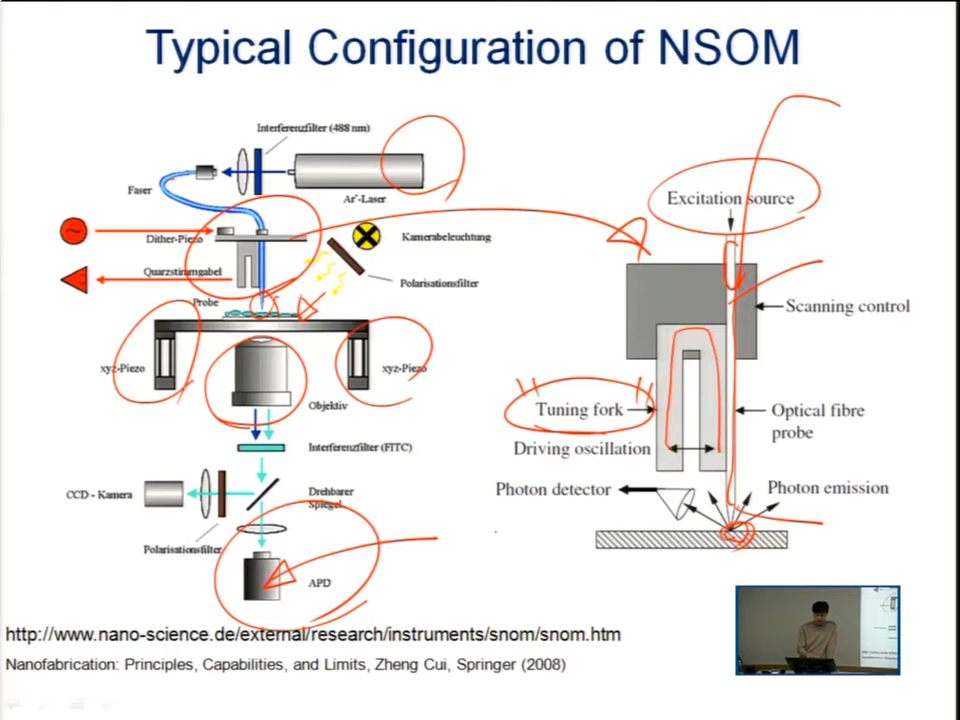 Typical Configuration of NSOM
Interferenzfilter (488 nm)
Faser
Ar⁺-Laser
Excitation source
Dither-Piezo
Kamerabeleuchtung
Quarzstimmgabel
Polarisationsfilter
Probe
Scanning control
xyz-Piezo
xyz-Piezo
Objektiv
Tuning fork
Optical fibre
probe
Driving oscillation
Interferenzfilter (FITC)
CCD - Kamera
Drehbarer
Spiegel
Photon detector
Photon emission
Polarisationsfilter
APD
http://www.nano-science.de/external/research/instruments/snom/snom.htm
Nanofabrication: Principles, Capabilities, and Limits, Zheng Cui, Springer (2008)